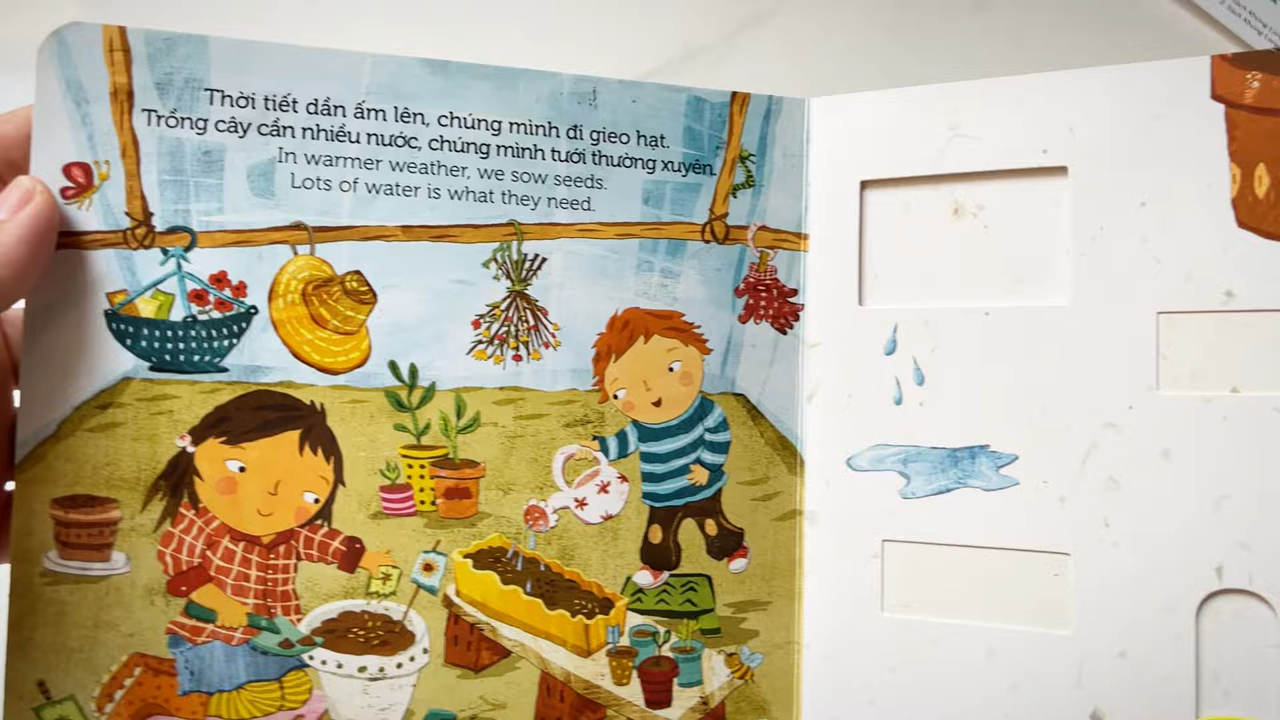 Thời tiết dần ấm lên, chúng mình đi gieo hạt.
Trồng cây cần nhiều nước, chúng mình tưới thường xuyên.
In warmer weather, we sow seeds.
Lots of water is what they need.